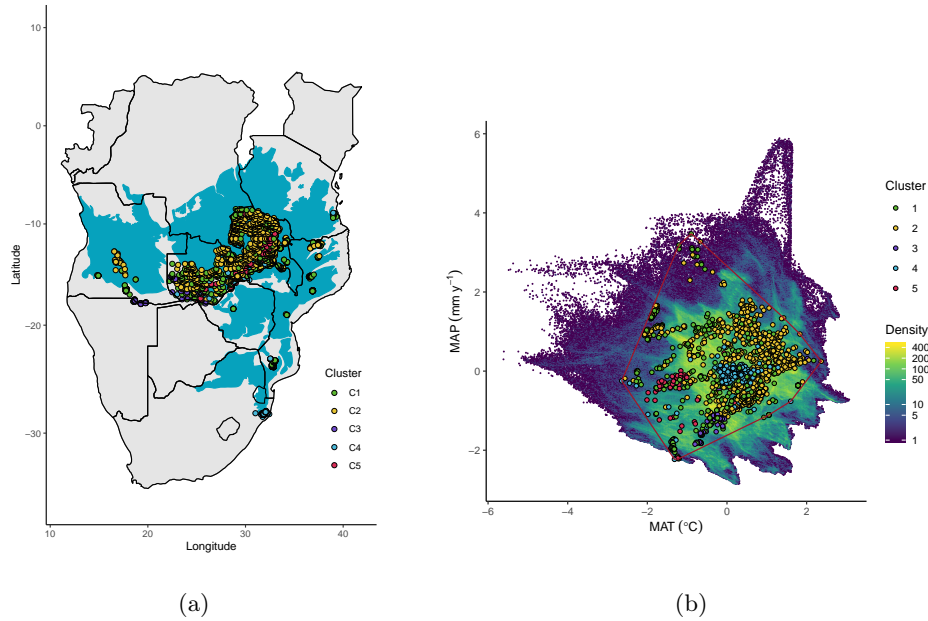 10
0
−10
−20
−30
Latitude
10
20
30
40
Longitude
Cluster
C1
C2
C3
C4
C5
(a)
6
4
2
0
−2
MAP (mm y⁻¹)
−6
−4
−2
0
2
MAT (°C)
Cluster
1
2
3
4
5
Density
400
200
100
50
10
5
1
(b)